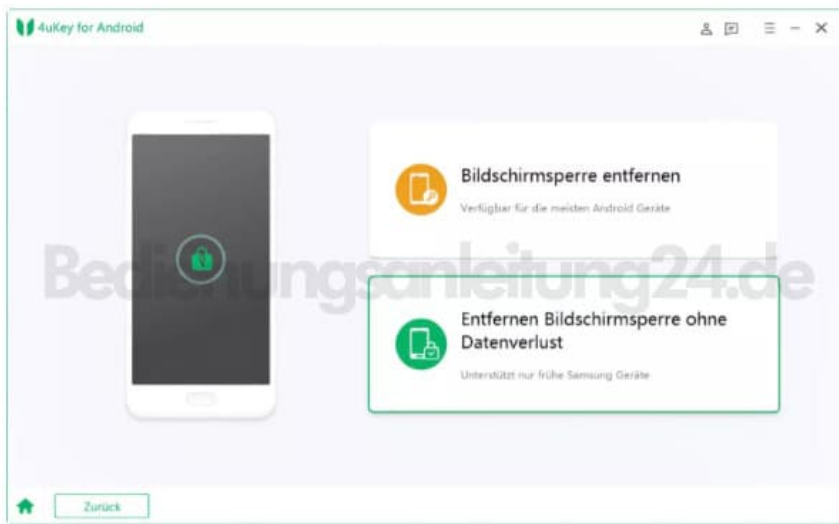 4uKey for Android
Bildschirmsperre entfernen
Verfügbar für die meisten Android Geräte
Bedienungsanleitung24.de
Entfernen Bildschirmsperre ohne
Datenverlust
Unterstützt nur frühe Samsung Geräte
Zurück